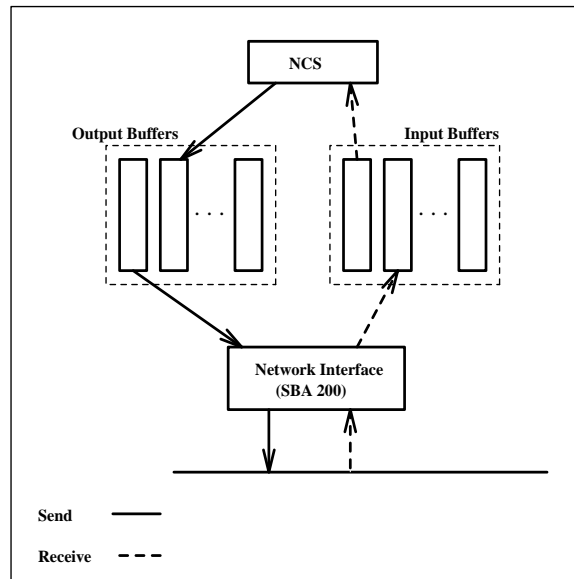 NCS
Output Buffers
Input Buffers
. . .
. . .
Network Interface
(SBA 200)
Send
Receive